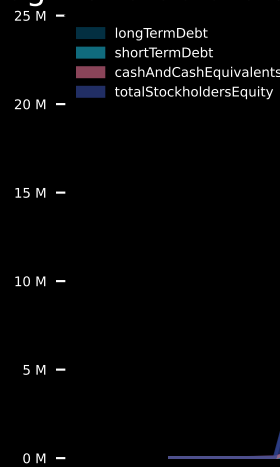 25 M
longTermDebt
shortTermDebt
cashAndCashEquivalents
totalStockholdersEquity
20 M
15 M
10 M
5 M
0 M